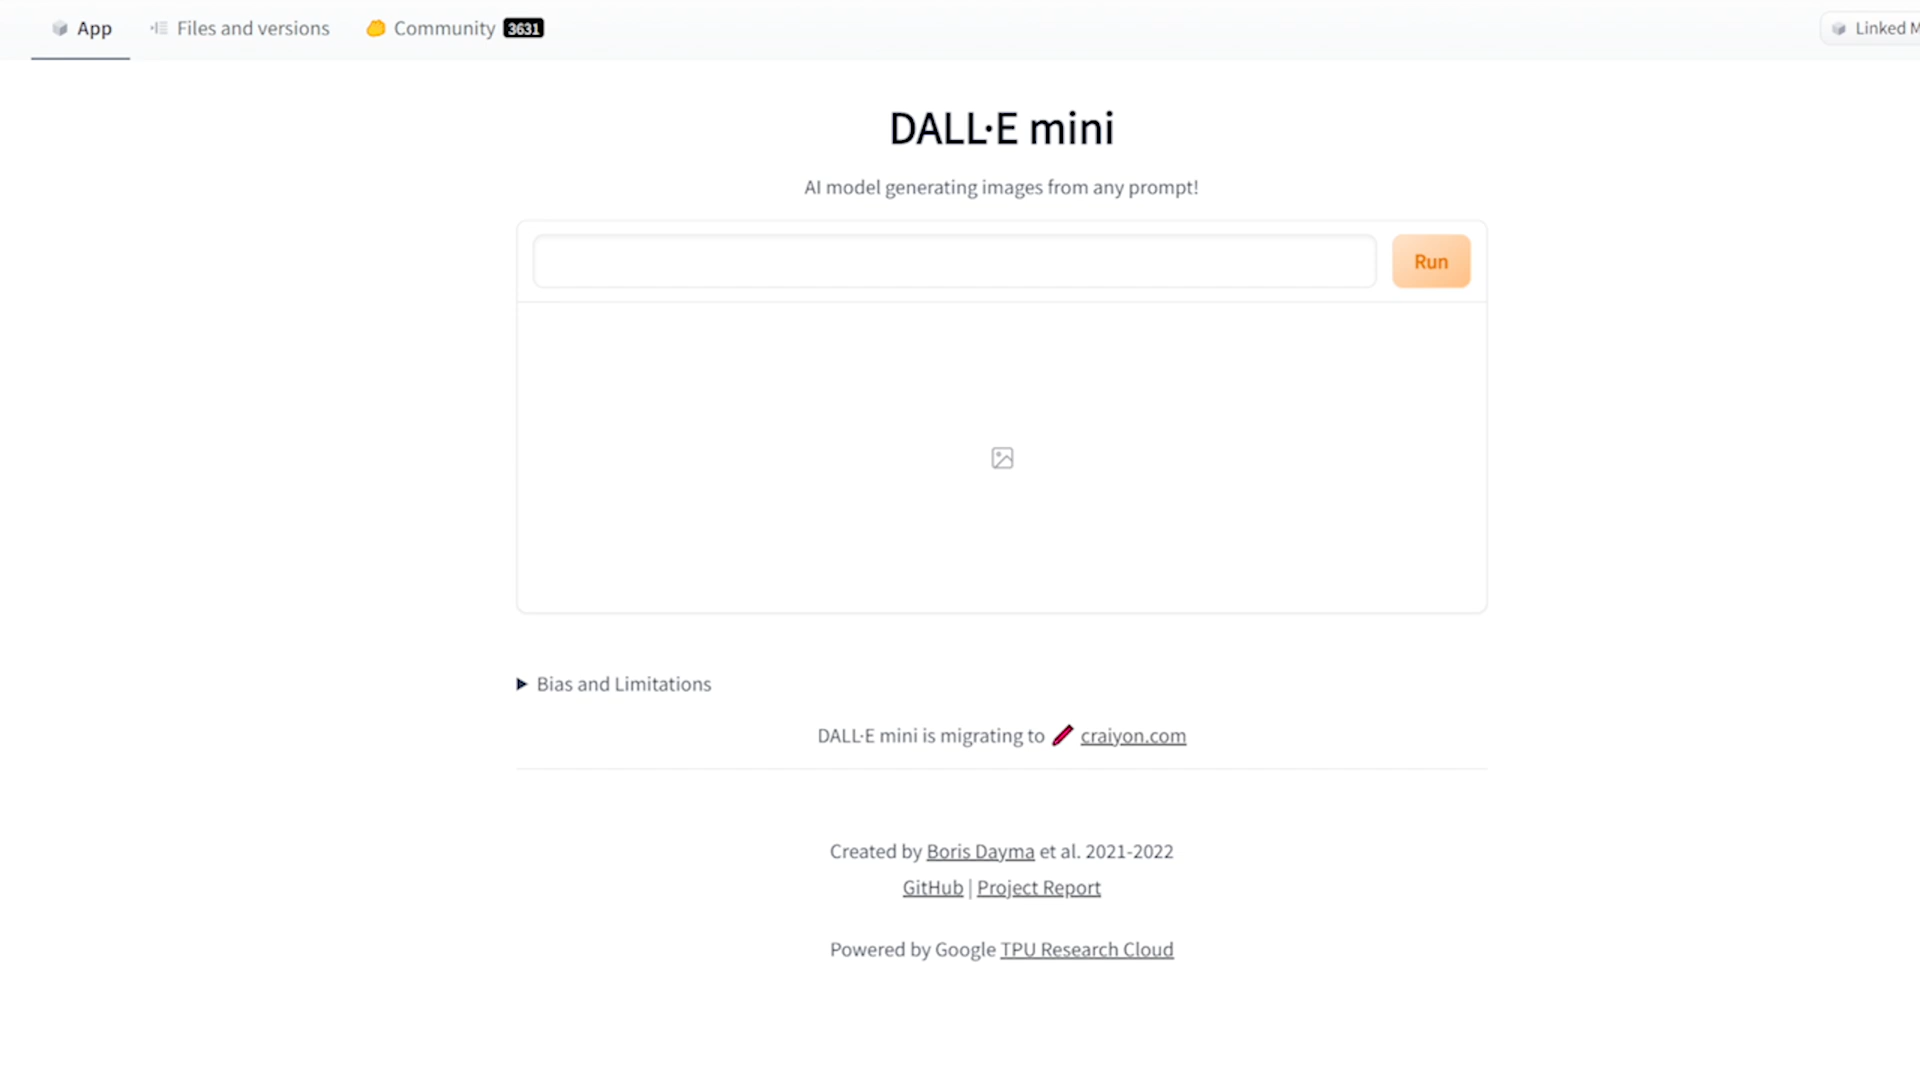 App Files and versions Community 3631 Linked M
DALL·E mini
AI model generating images from any prompt!
Run
Bias and Limitations
DALL·E mini is migrating to craiyon.com
Created by Boris Dayma et al. 2021-2022
GitHub | Project Report
Powered by Google TPU Research Cloud